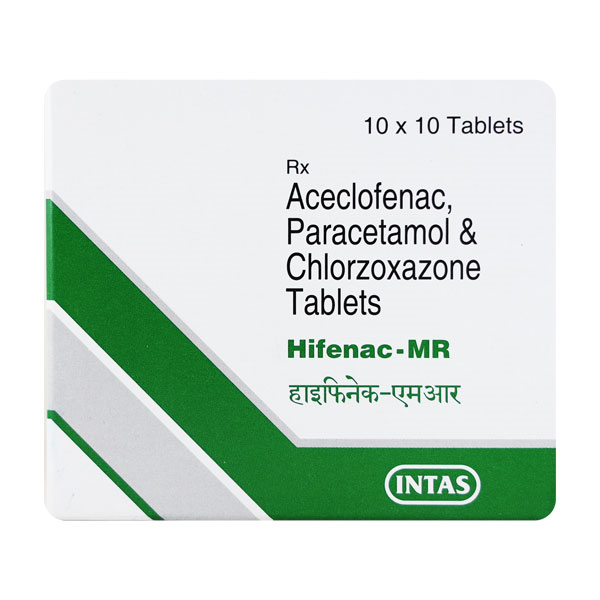 10 x 10 Tablets
Rx
Aceclofenac,
Paracetamol &
Chlorzoxazone
Tablets
Hifenac-MR
हाइफिनेक-एमआर
INTAS